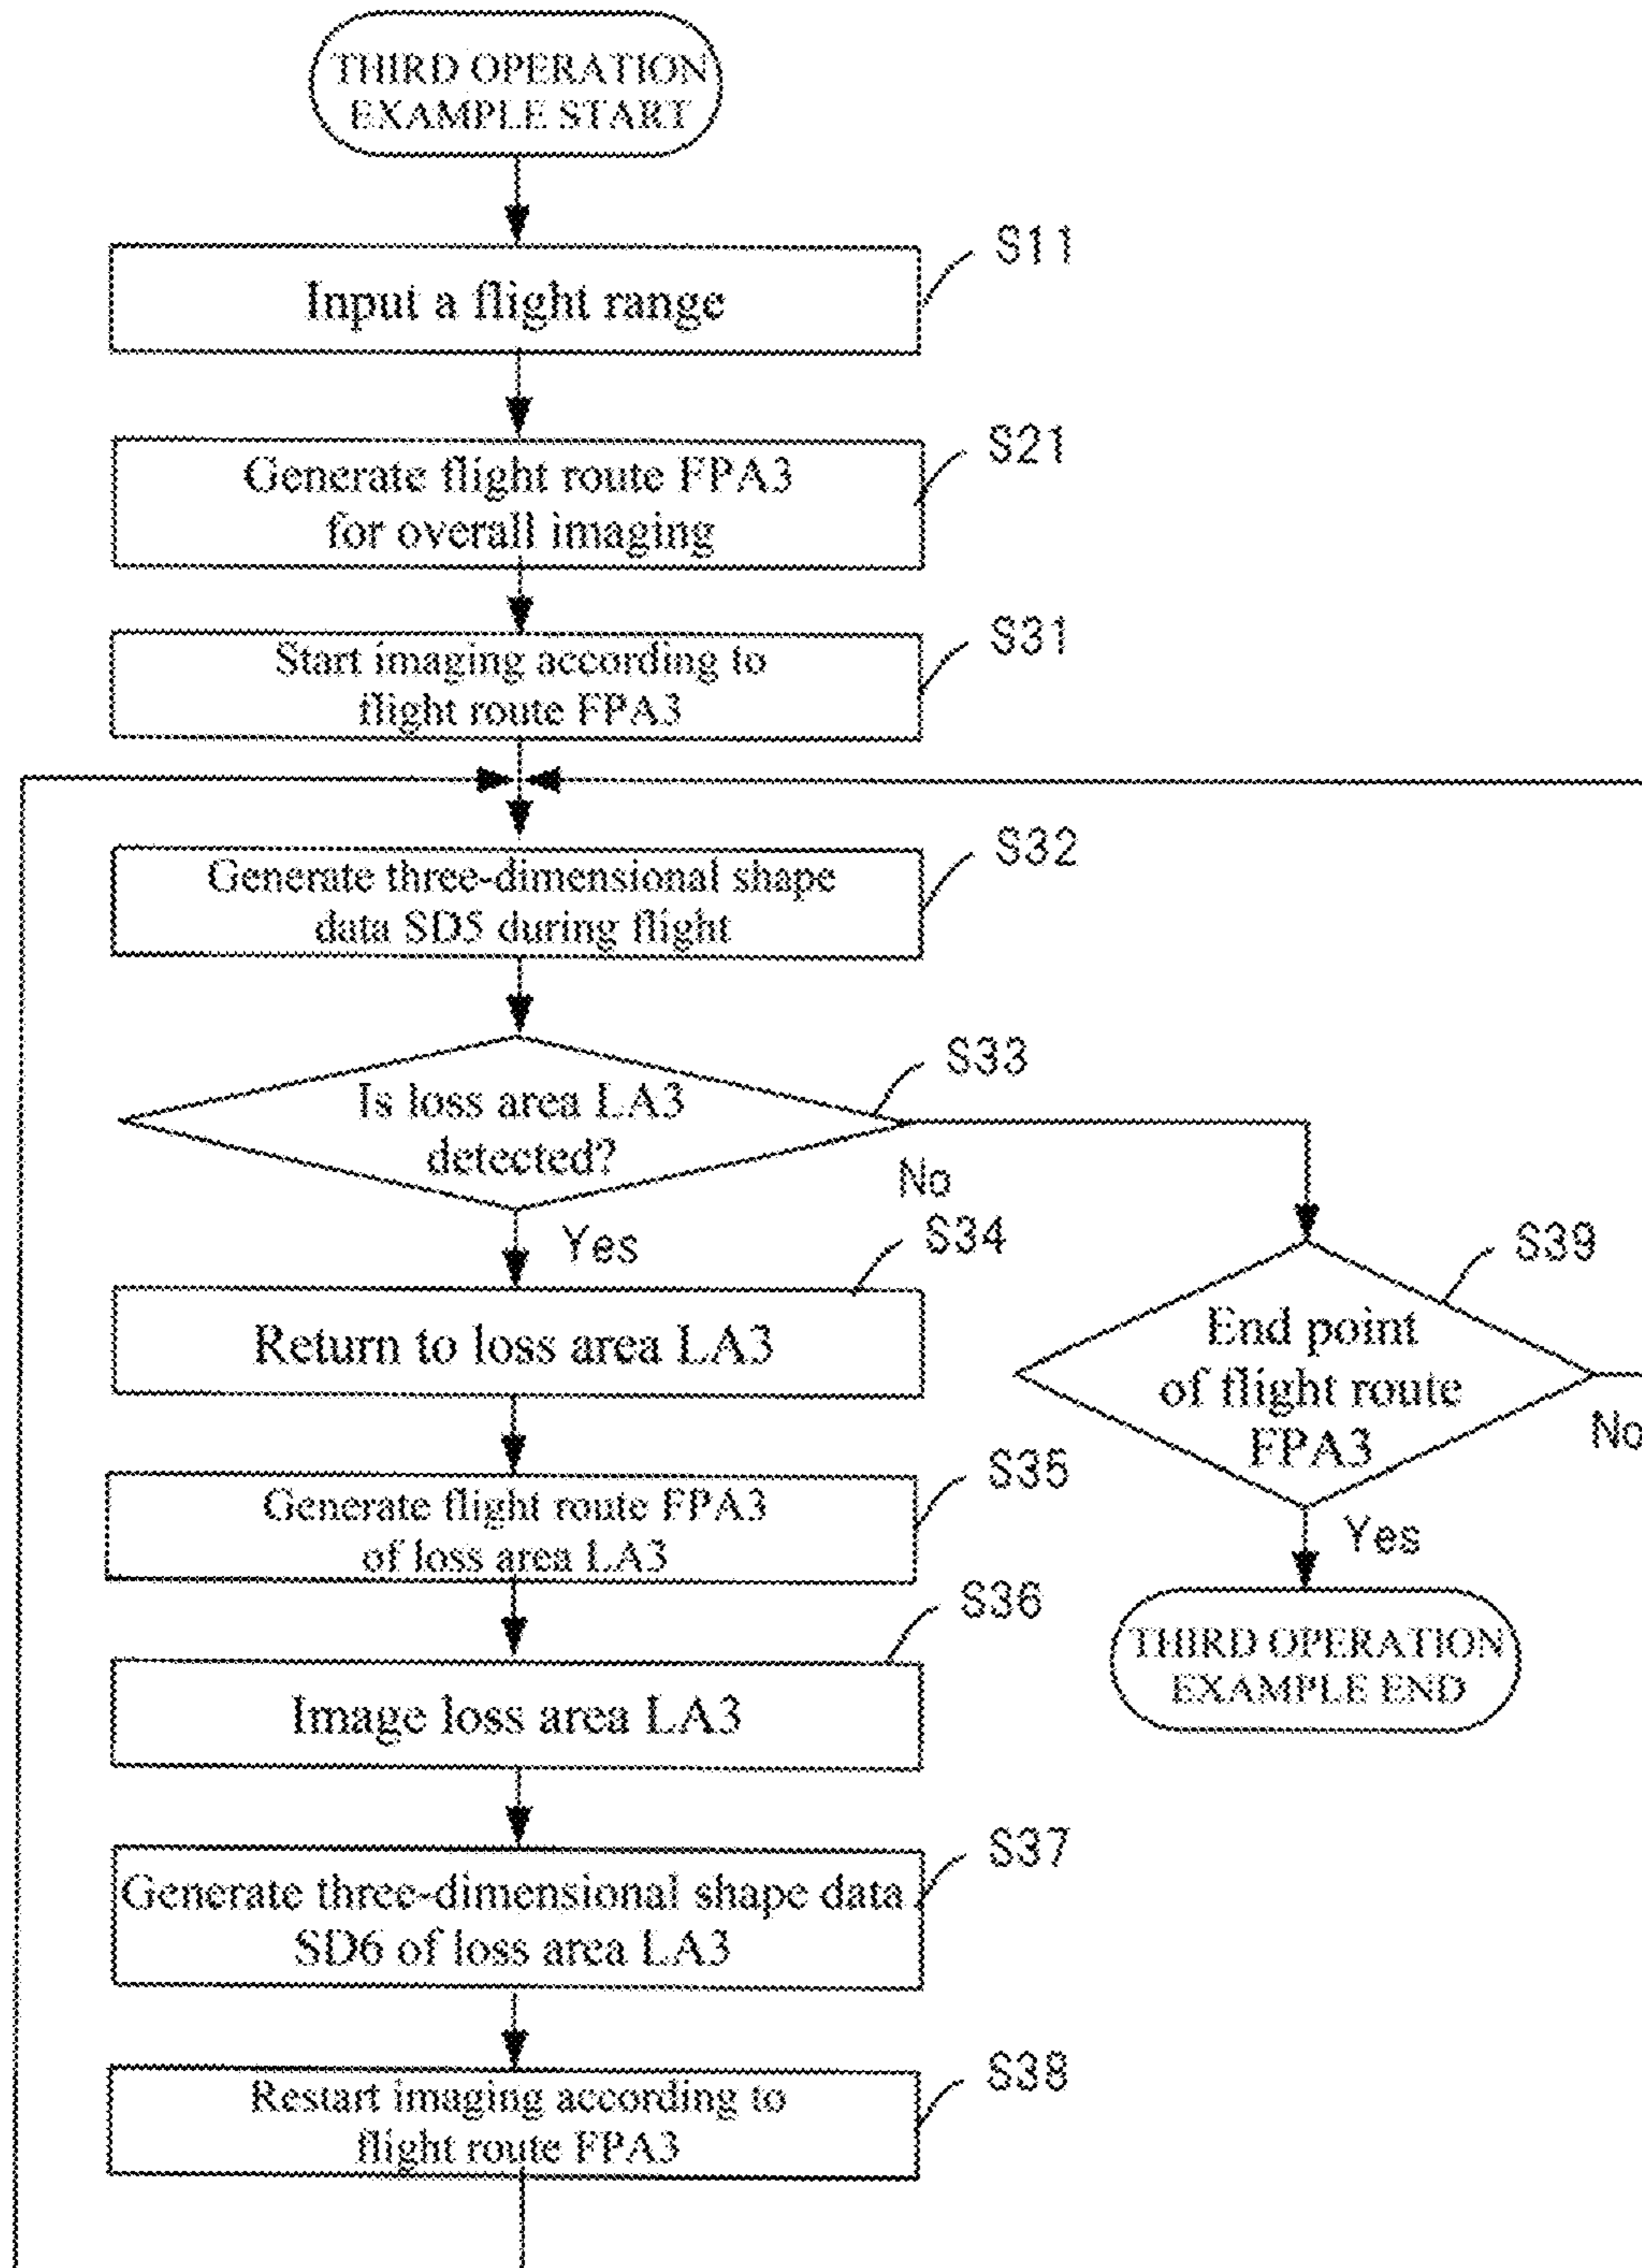 THIRD OPERATION
EXAMPLE START
S11
Input a flight range
S21
Generate flight route FPA3
for overall imaging
S31
Start imaging according to
flight route FPA3
S32
Generate three-dimensional shape
data SD5 during flight
S33
Is loss area LA3
detected?
No
Yes
S34
Return to loss area LA3
S39
End point
of flight route
FPA3
No
Yes
S35
Generate flight route FPA3
of loss area LA3
S36
Image loss area LA3
THIRD OPERATION
EXAMPLE END
S37
Generate three-dimensional shape data
SD6 of loss area LA3
S38
Restart imaging according to
flight route FPA3